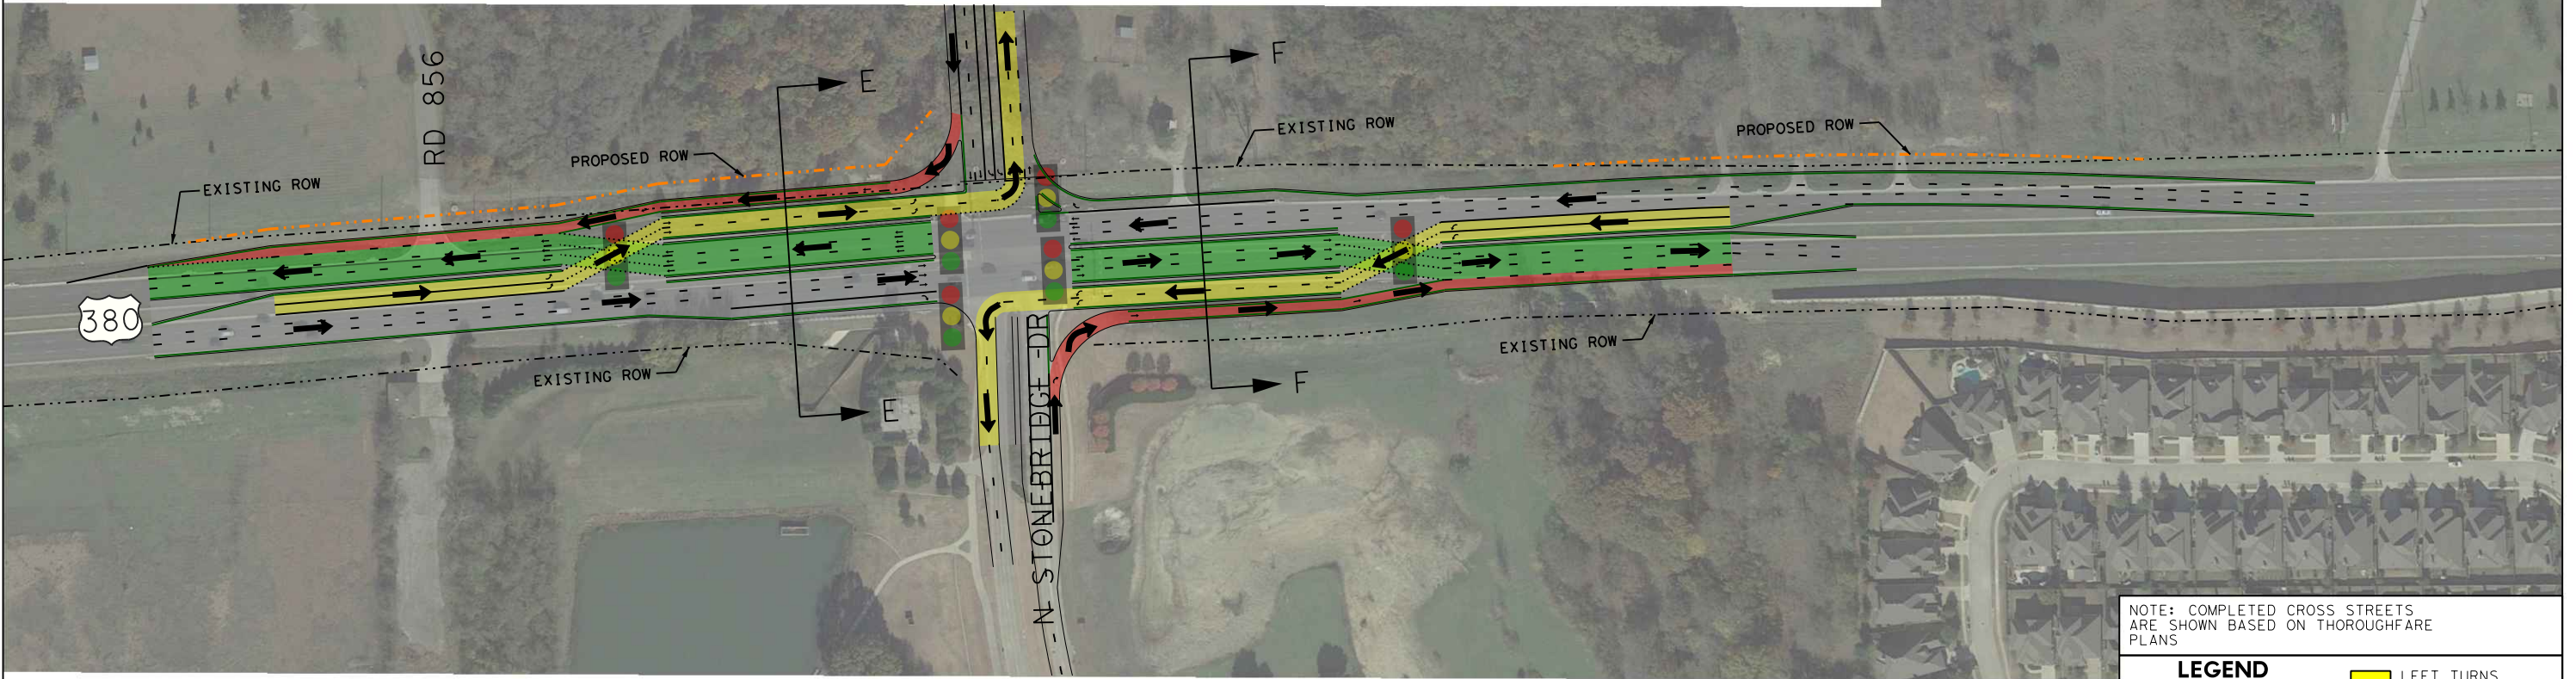 RD 856
E
F
EXISTING ROW
PROPOSED ROW
PROPOSED ROW
EXISTING ROW
380
EXISTING ROW
EXISTING ROW
F
E
N STONEBRIDGE DR
NOTE: COMPLETED CROSS STREETS
ARE SHOWN BASED ON THOROUGHFARE
PLANS
LEGEND
LEFT TURNS